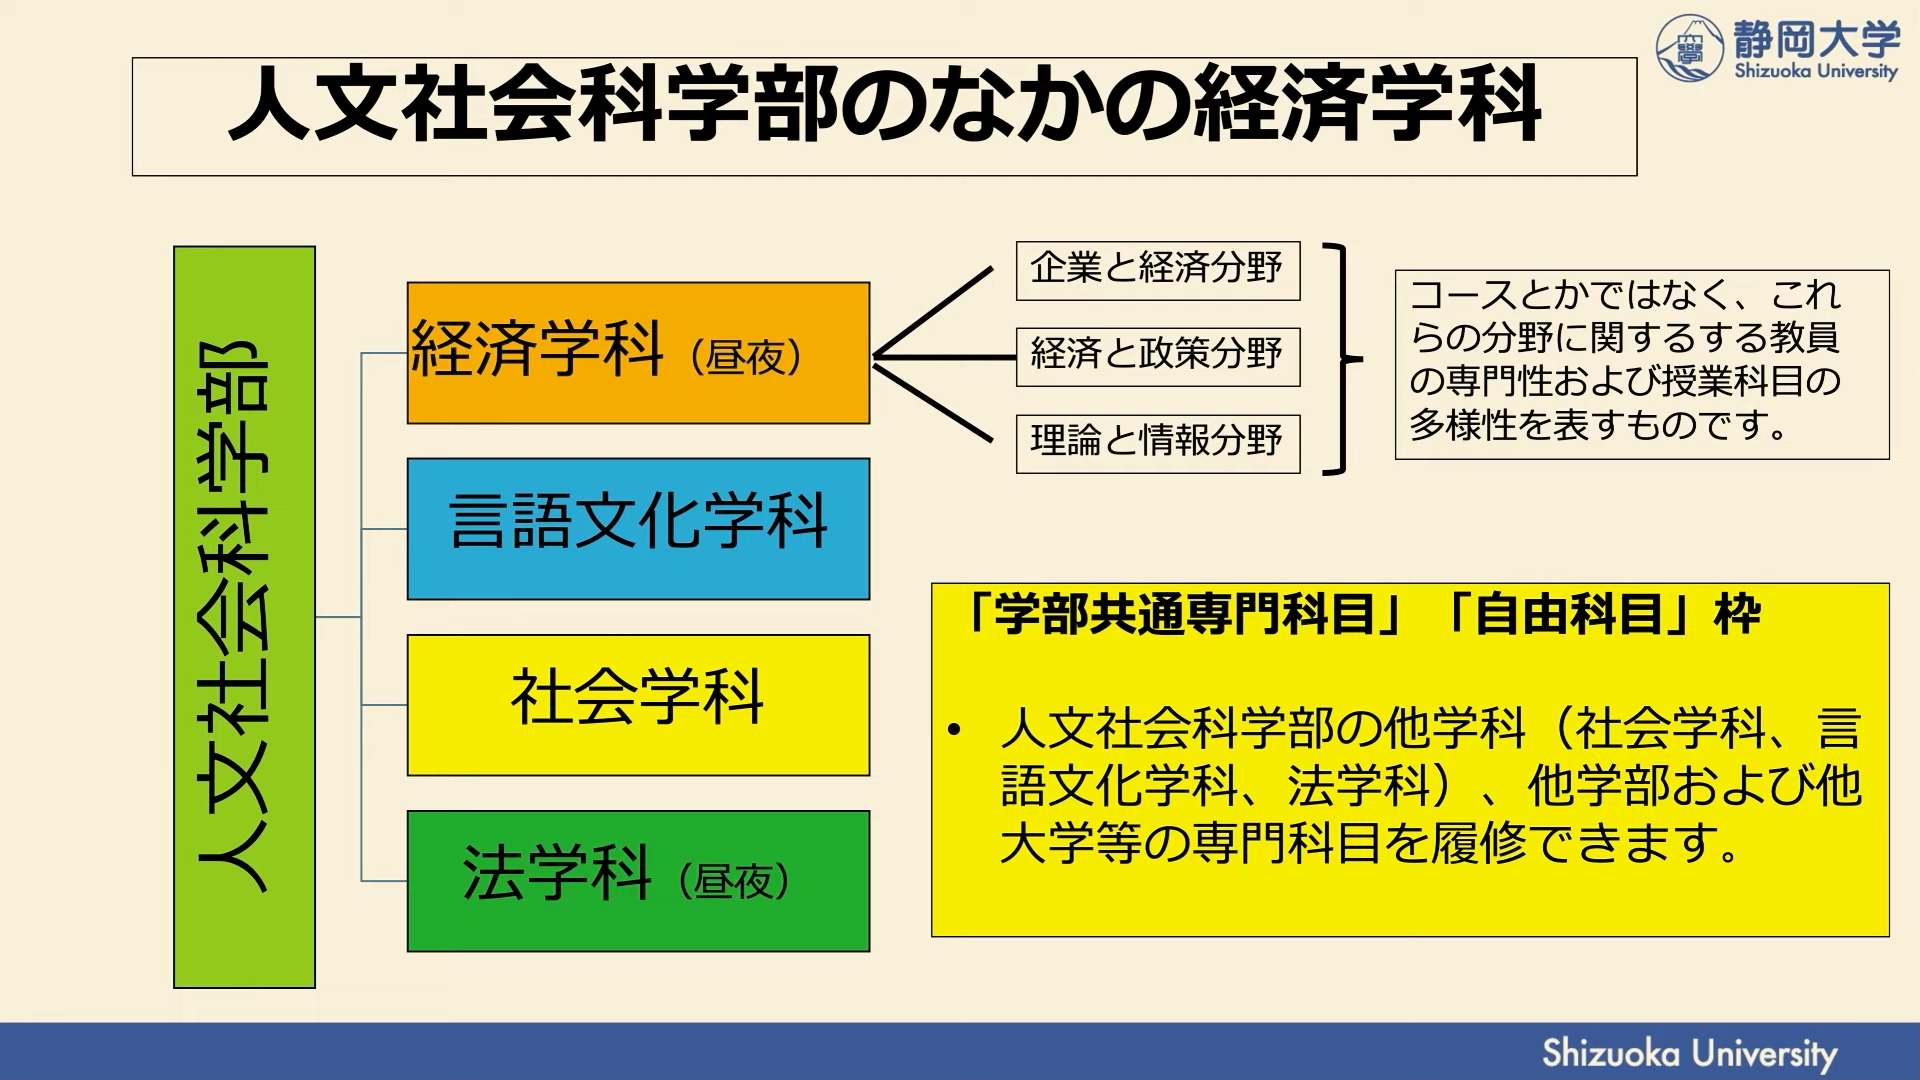 静岡大学
Shizuoka University
人文社会科学部のなかの経済学科
人文社会科学部
経済学科（昼夜）
言語文化学科
社会学科
法学科（昼夜）
企業と経済分野
経済と政策分野
理論と情報分野
コースとかではなく、これ
らの分野に関するする教員
の専門性および授業科目の
多様性を表すものです。
「学部共通専門科目」「自由科目」枠
• 人文社会科学部の他学科（社会学科、言
語文化学科、法学科）、他学部および他
大学等の専門科目を履修できます。
Shizuoka University